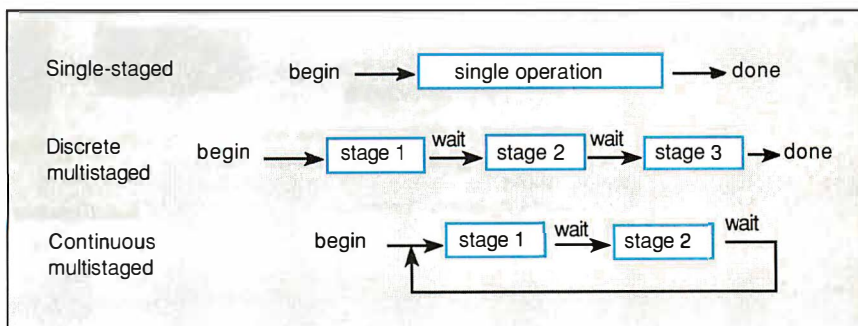 Single-staged
begin
single operation
done
Discrete
multistaged
begin
stage 1
wait
stage 2
wait
stage 3
done
Continuous
multistaged
begin
stage 1
wait
stage 2
wait